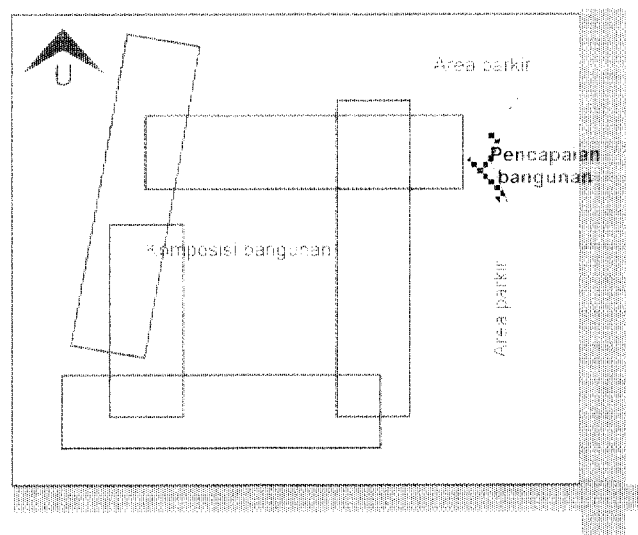 U
Area parkir
Pencapaian
bangunan
Komposisi bangunan
Area parkir